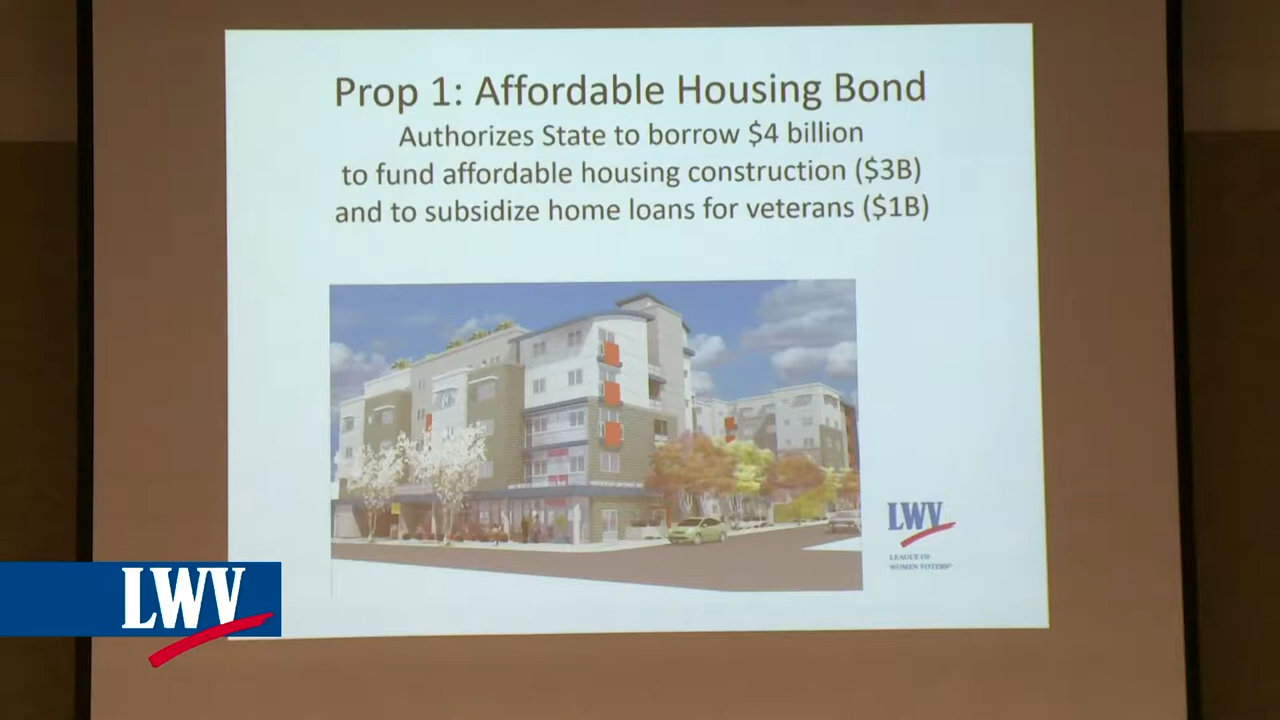 Prop 1: Affordable Housing Bond
Authorizes State to borrow $4 billion
to fund affordable housing construction ($3B)
and to subsidize home loans for veterans ($1B)
LWV
LEAGUE OF
WOMEN VOTERS®
LWV